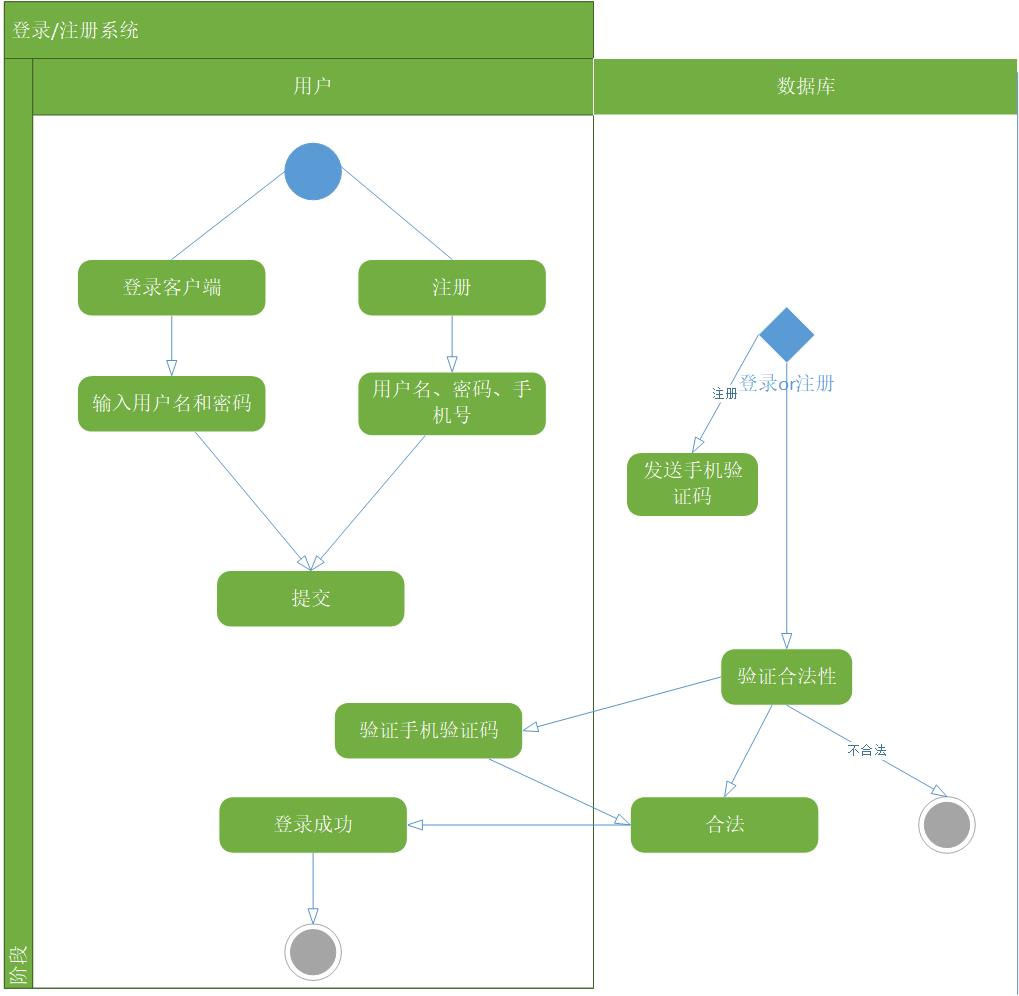 登录/注册系统
用户
数据库
登录客户端
注册
输入用户名和密码
用户名、密码、手
机号
登录or注册
注册
发送手机验
证码
提交
验证合法性
验证手机验证码
不合法
登录成功
合法
阶段